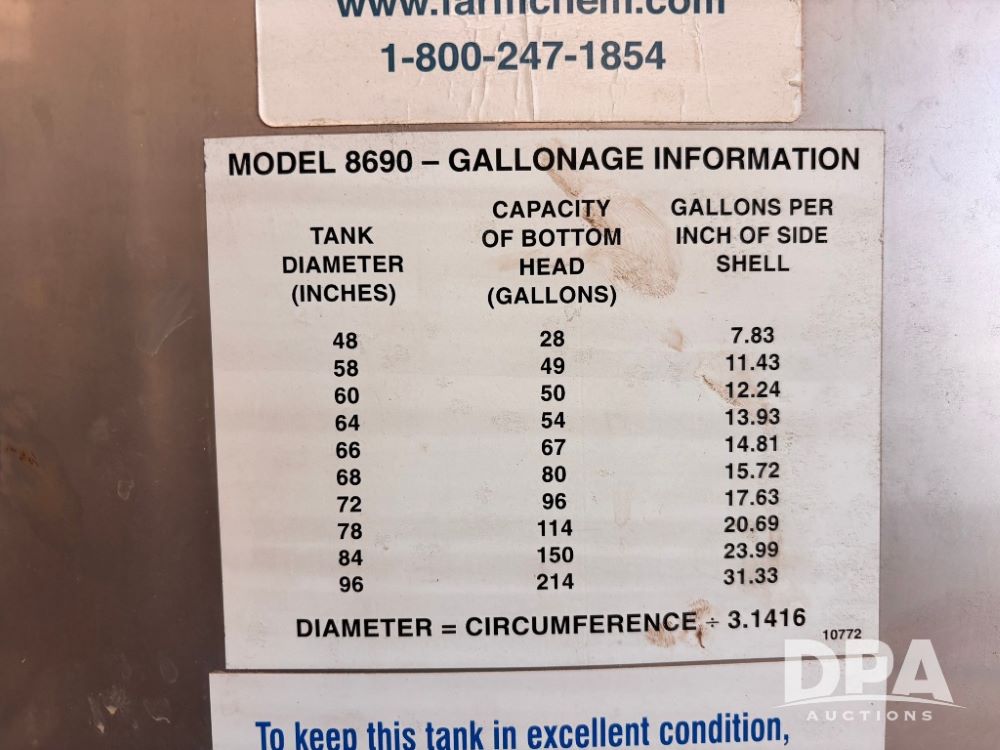 www.farmchem.com
1-800-247-1854
MODEL 8690 – GALLONAGE INFORMATION
TANK DIAMETER (INCHES) CAPACITY OF BOTTOM HEAD (GALLONS) GALLONS PER INCH OF SIDE SHELL
48 28 7.83
58 49 11.43
60 50 12.24
64 54 13.93
66 67 14.81
68 80 15.72
72 96 17.63
78 114 20.69
84 150 23.99
96 214 31.33
DIAMETER = CIRCUMFERENCE ÷ 3.1416
10772
To keep this tank in excellent condition,
DPA
AUCTIONS